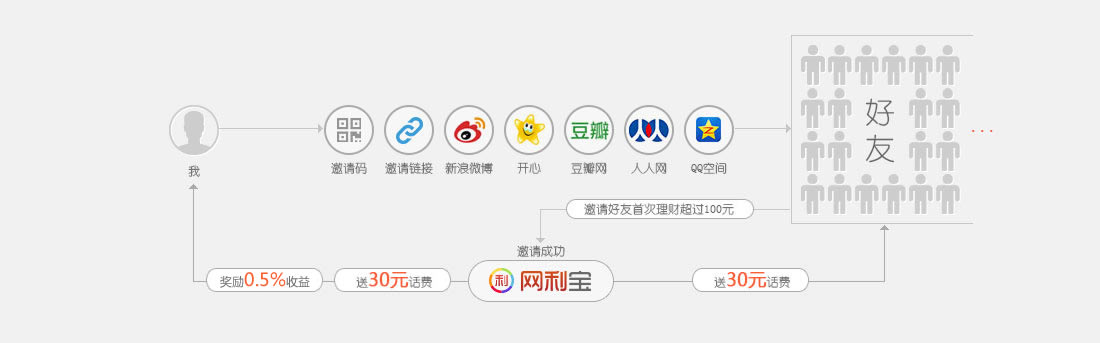 豆瓣
好
友
...
我
邀请码
邀请链接
新浪微博
开心
豆瓣网
人人网
QQ空间
邀请好友首次理财超过100元
邀请成功
奖励0.5%收益
送30元话费
利 网利宝
送30元话费